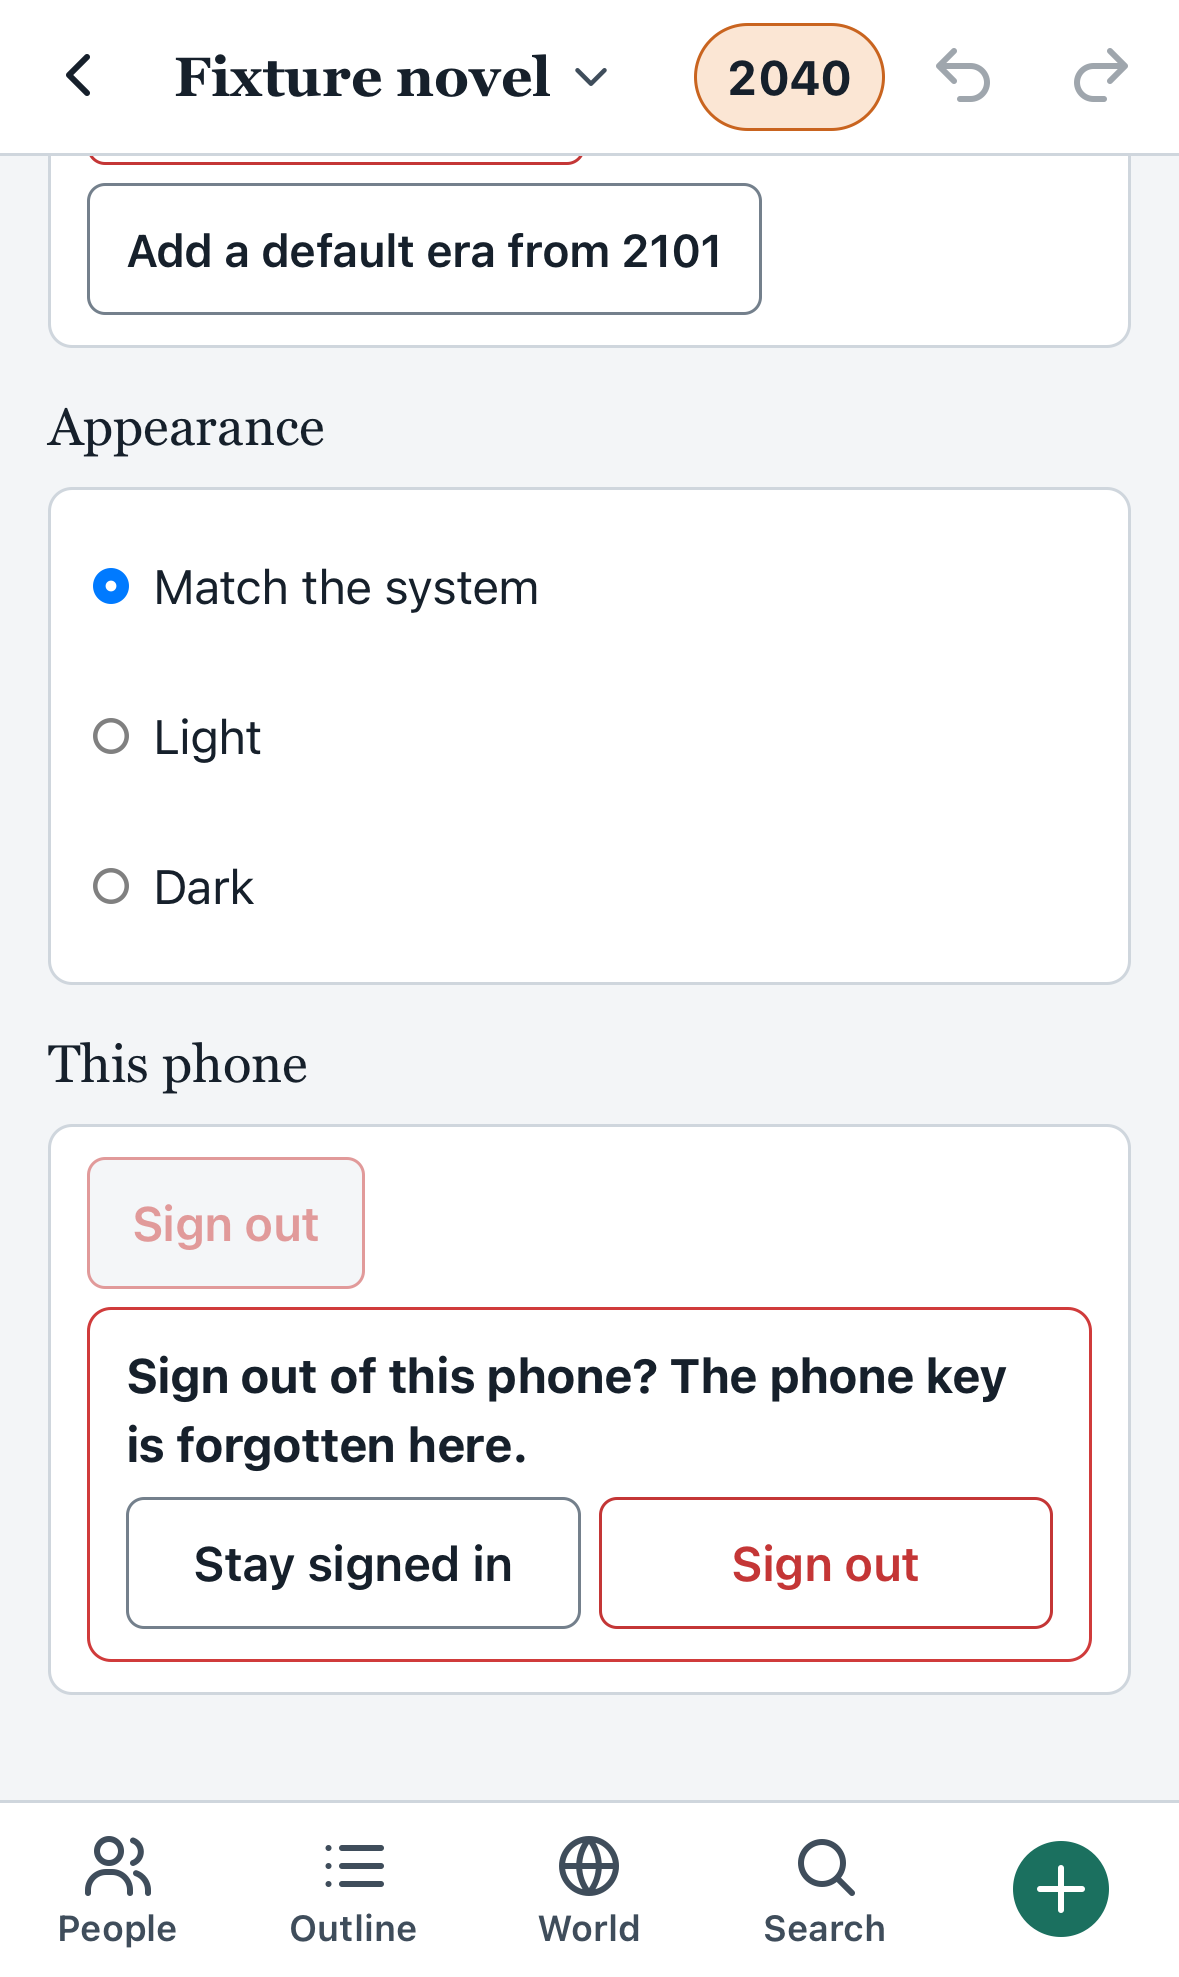 Fixture novel
2040
Add a default era from 2101
Appearance
Match the system
Light
Dark
This phone
Sign out
Sign out of this phone? The phone key
is forgotten here.
Stay signed in
Sign out
People
Outline
World
Search